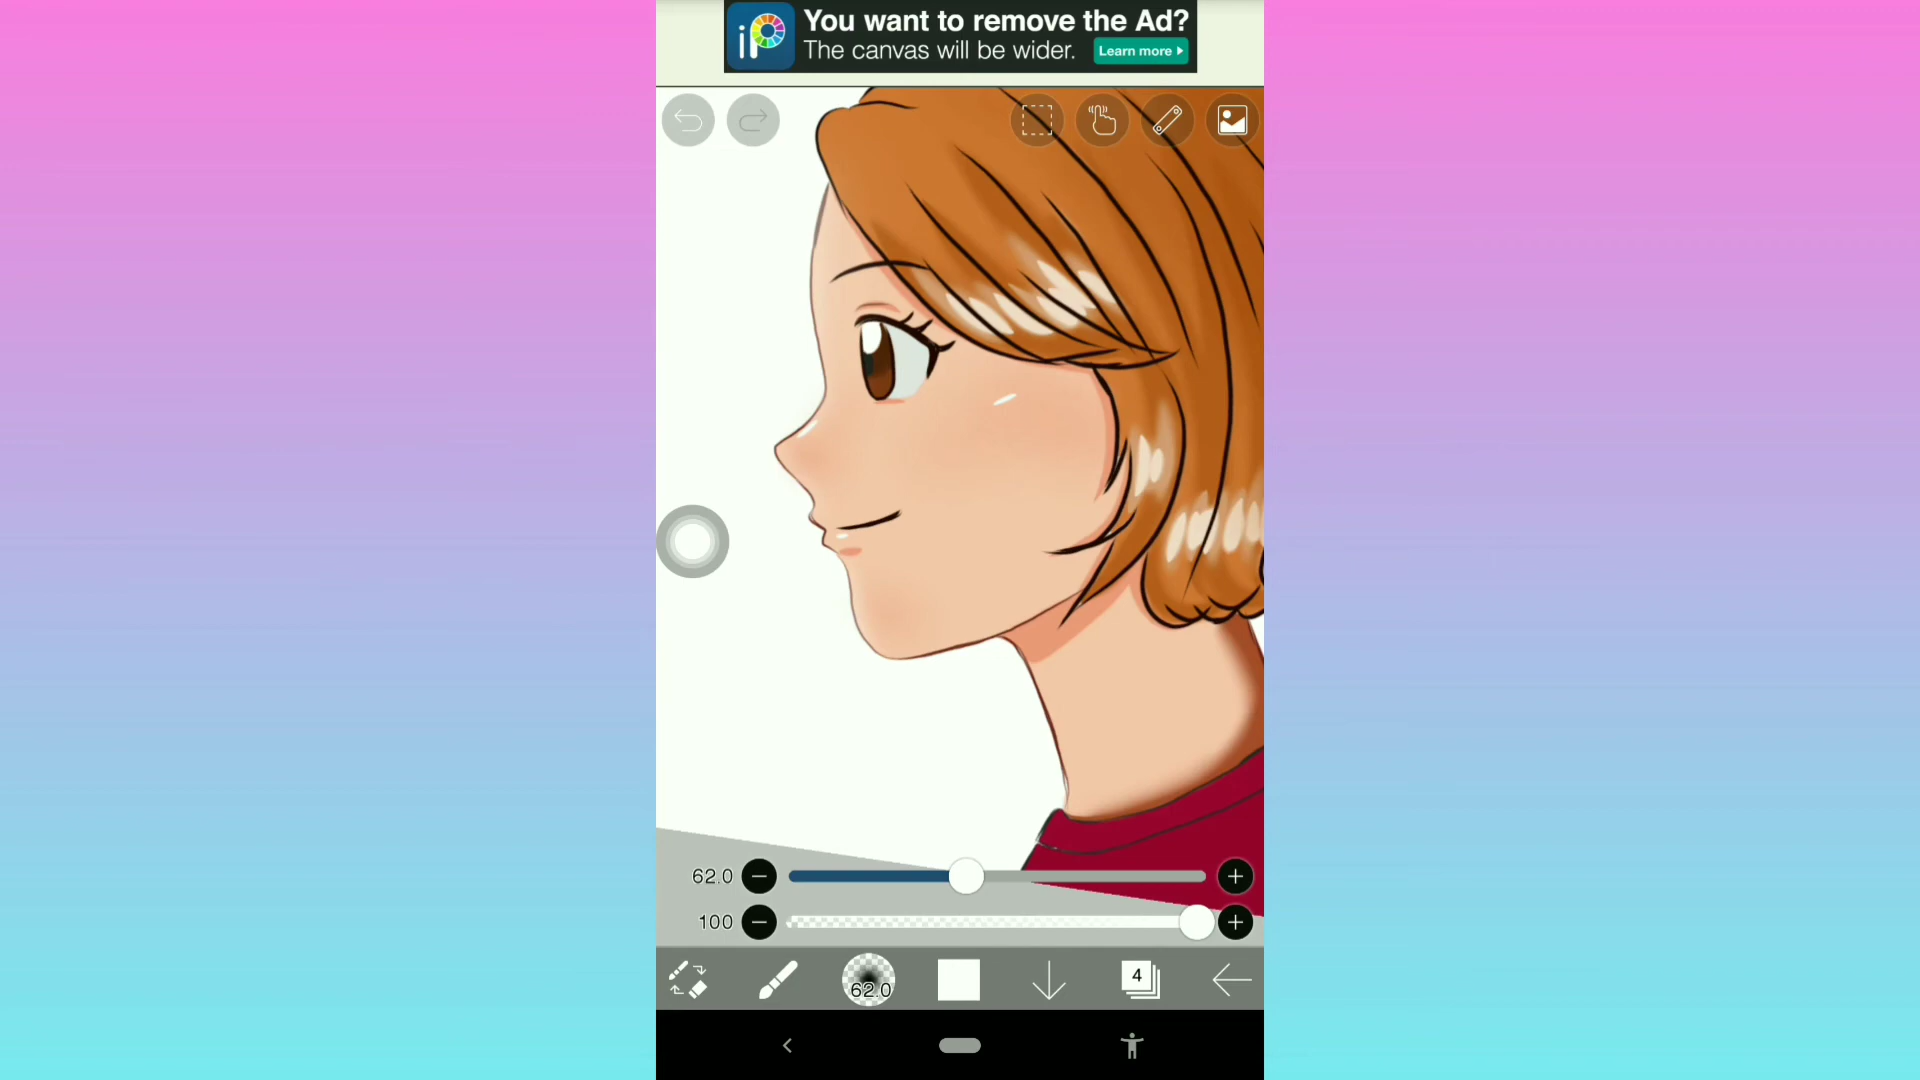 iP
You want to remove the Ad?
The canvas will be wider.
Learn more
62.0
100
62.0
4